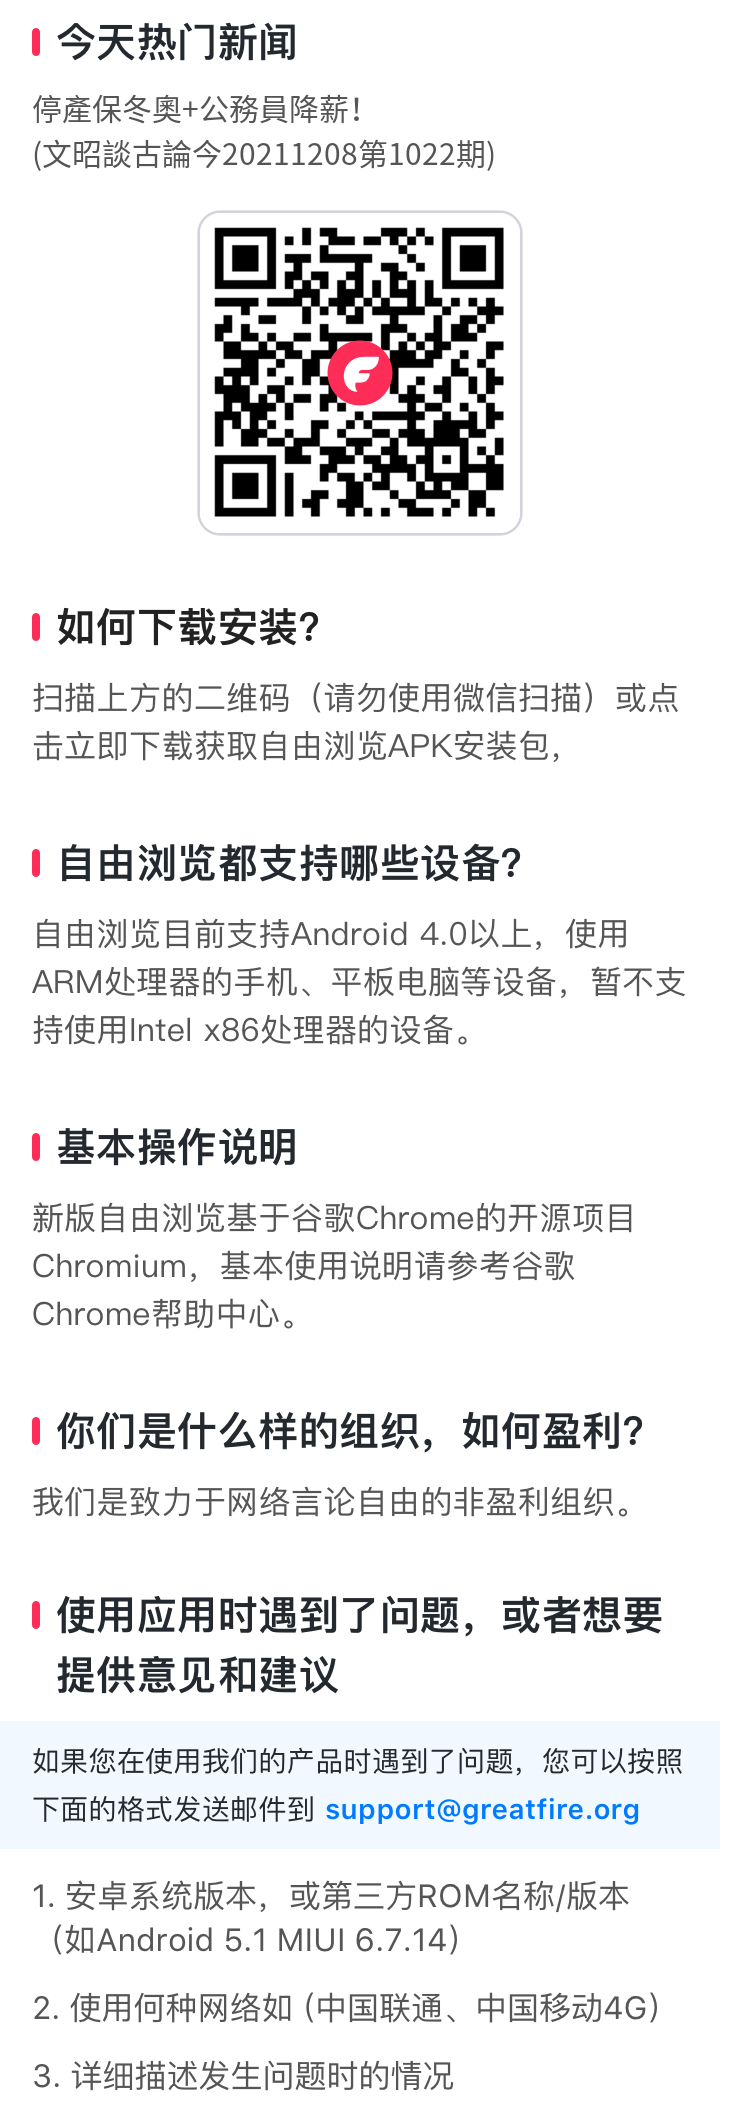 今天热门新闻
停產保冬奧+公務員降薪！
(文昭談古論今20211208第1022期)
如何下载安装？
扫描上方的二维码（请勿使用微信扫描）或点
击立即下载获取自由浏览APK安装包，
自由浏览都支持哪些设备？
自由浏览目前支持Android 4.0以上，使用
ARM处理器的手机、平板电脑等设备，暂不支
持使用Intel x86处理器的设备。
基本操作说明
新版自由浏览基于谷歌Chrome的开源项目
Chromium，基本使用说明请参考谷歌
Chrome帮助中心。
你们是什么样的组织，如何盈利？
我们是致力于网络言论自由的非盈利组织。
使用应用时遇到了问题，或者想要
提供意见和建议
如果您在使用我们的产品时遇到了问题，您可以按照
下面的格式发送邮件到 support@greatfire.org
1. 安卓系统版本，或第三方ROM名称/版本
（如Android 5.1 MIUI 6.7.14）
2. 使用何种网络如 (中国联通、中国移动4G）
3. 详细描述发生问题时的情况